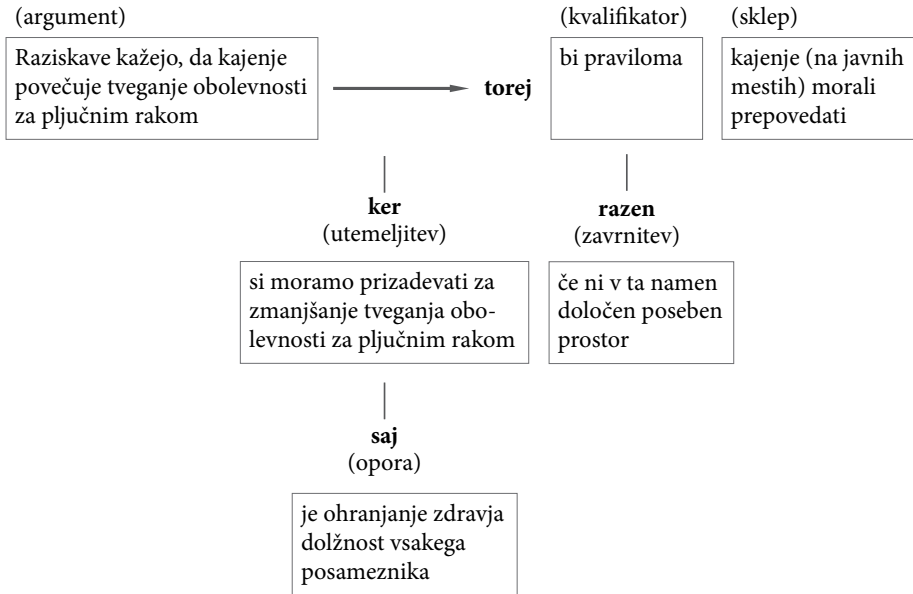 (argument)
(kvalifikator)
(sklep)
Raziskave kažejo, da kajenje
povečuje tveganje obolevnosti
za pljučnim rakom
torej
bi praviloma
kajenje (na javnih
mestih) morali
prepovedati
ker
(utemeljitev)
si moramo prizadevati za
zmanjšanje tveganja obo-
levnosti za pljučnim rakom
razen
(zavrnitev)
če ni v ta namen
določen poseben
prostor
saj
(opora)
je ohranjanje zdravja
dolžnost vsakega
posameznika